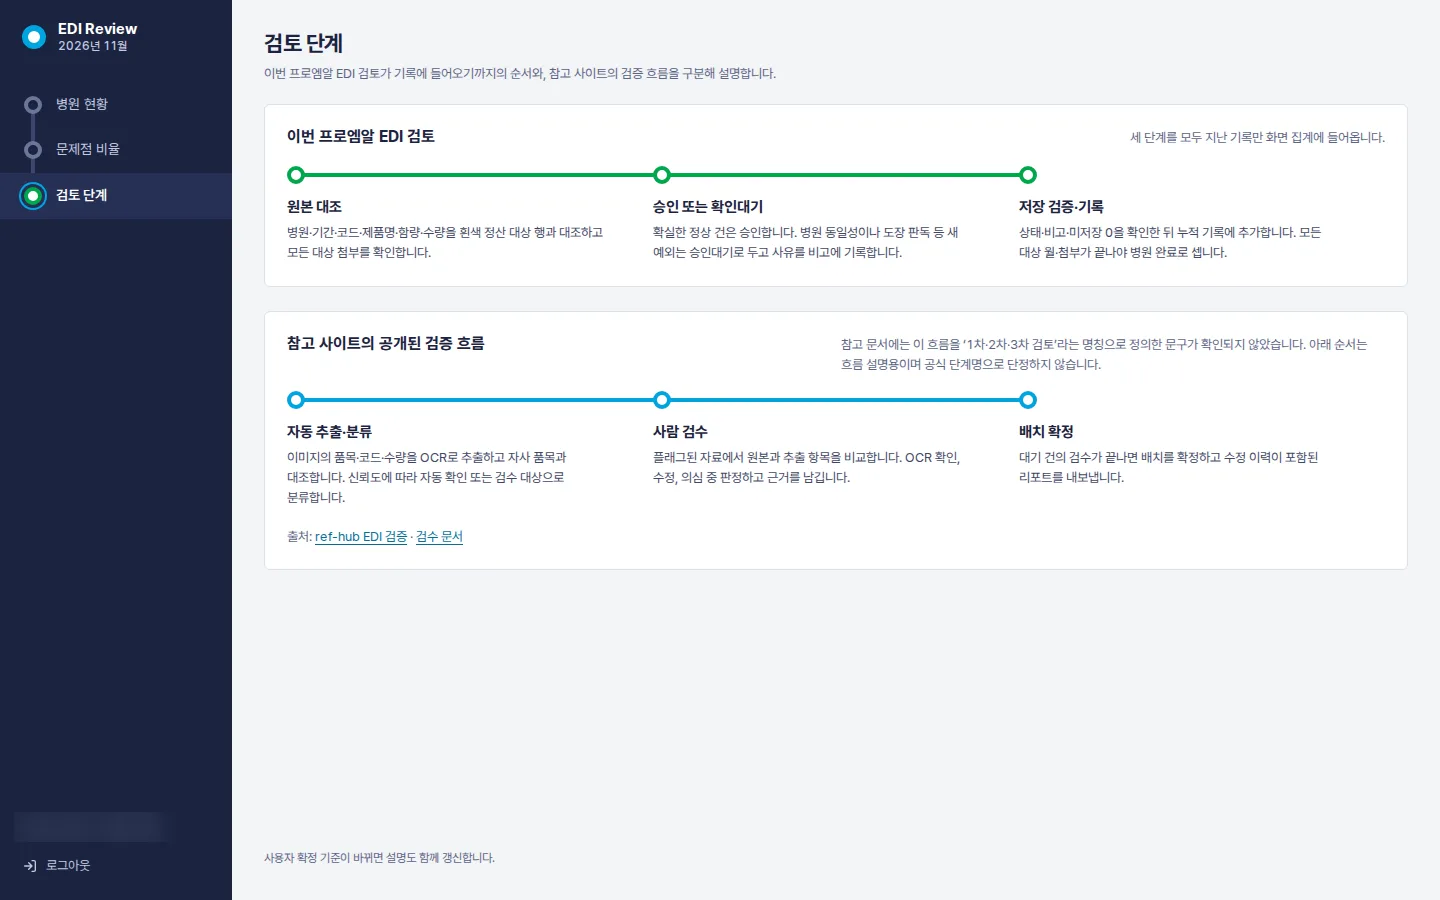 EDI Review
2026년 11월
병원 현황
문제점 비율
검토 단계
로그아웃
검토 단계
이번 프로엠알 EDI 검토가 기록에 들어오기까지의 순서와, 참고 사이트의 검증 흐름을 구분해 설명합니다.
이번 프로엠알 EDI 검토
세 단계를 모두 지난 기록만 화면 집계에 들어옵니다.
원본 대조
병원·기간·코드·제품명·함량·수량을 흰색 정산 대상 행과 대조하고
모든 대상 첨부를 확인합니다.
승인 또는 확인대기
확실한 정상 건은 승인합니다. 병원 동일성이나 도장 판독 등 새
예외는 승인대기로 두고 사유를 비고에 기록합니다.
저장 검증·기록
상태·비고·미저장 0을 확인한 뒤 누적 기록에 추가합니다. 모든
대상 월·첨부가 끝나야 병원 완료로 셉니다.
참고 사이트의 공개된 검증 흐름
참고 문서에는 이 흐름을 ‘1차·2차·3차 검토’라는 명칭으로 정의한 문구가 확인되지 않았습니다. 아래 순서는
흐름 설명용이며 공식 단계명으로 단정하지 않습니다.
자동 추출·분류
이미지의 품목·코드·수량을 OCR로 추출하고 자사 품목과
대조합니다. 신뢰도에 따라 자동 확인 또는 검수 대상으로
분류합니다.
사람 검수
플래그된 자료에서 원본과 추출 항목을 비교합니다. OCR 확인,
수정, 의심 중 판정하고 근거를 남깁니다.
배치 확정
대기 건의 검수가 끝나면 배치를 확정하고 수정 이력이 포함된
리포트를 내보냅니다.
출처: ref-hub EDI 검증 · 검수 문서
사용자 확정 기준이 바뀌면 설명도 함께 갱신합니다.